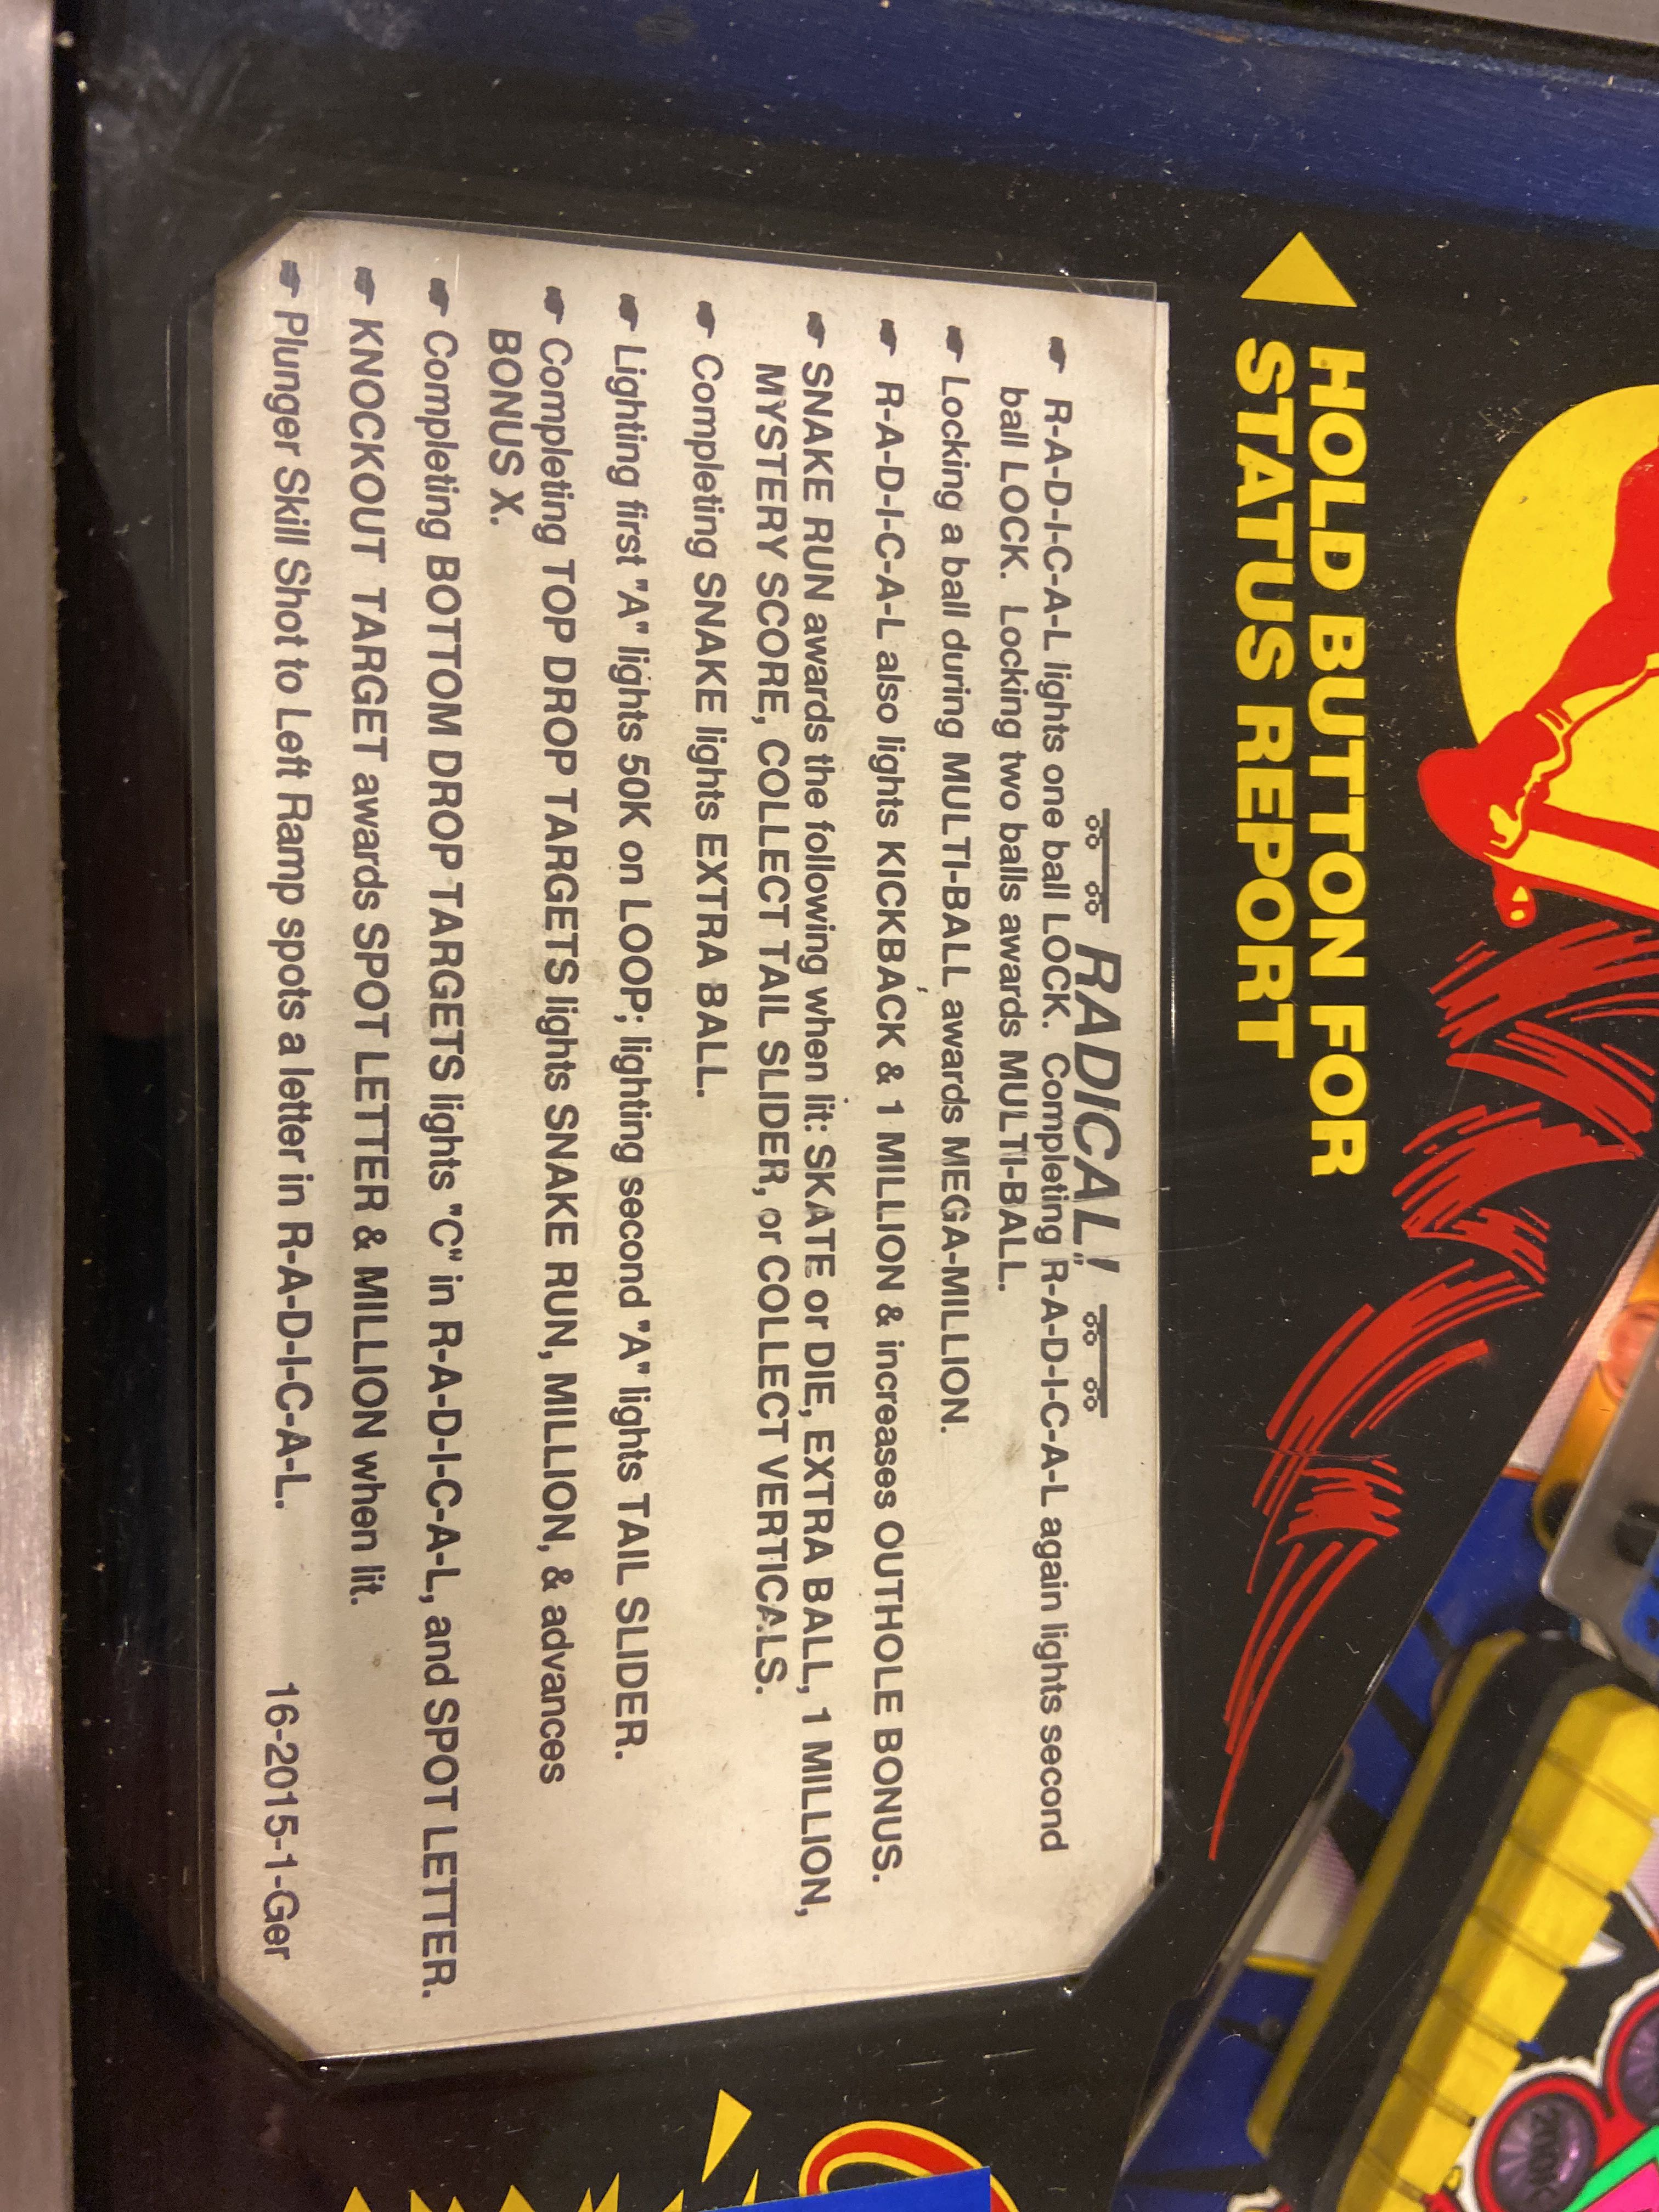 HOLD BUTTON FOR
STATUS REPORT
RADICAL!
R-A-D-I-C-A-L lights one ball LOCK. Completing R-A-D-I-C-A-L again lights second
ball LOCK. Locking two balls awards MULTI-BALL.
Locking a ball during MULTI-BALL awards MEGA-MILLION.
R-A-D-I-C-A-L also lights KICKBACK & 1 MILLION & increases OUTHOLE BONUS.
SNAKE RUN awards the following when lit: SKATE or DIE, EXTRA BALL, 1 MILLION,
MYSTERY SCORE, COLLECT TAIL SLIDER, or COLLECT VERTICALS.
Completing SNAKE lights EXTRA BALL.
Lighting first "A" lights 50K on LOOP; lighting second "A" lights TAIL SLIDER.
Completing TOP DROP TARGETS lights SNAKE RUN, MILLION, & advances
BONUS X.
Completing BOTTOM DROP TARGETS lights "C" in R-A-D-I-C-A-L, and SPOT LETTER.
KNOCKOUT TARGET awards SPOT LETTER & MILLION when lit.
Plunger Skill Shot to Left Ramp spots a letter in R-A-D-I-C-A-L. 16-2015-1-Ger